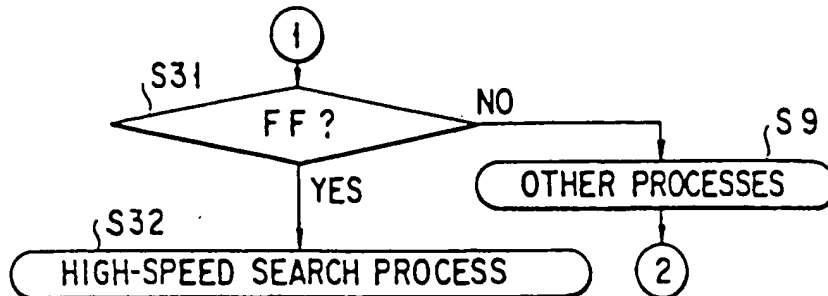 1
S31
FF?
NO
S9
OTHER PROCESSES
YES
S32
HIGH-SPEED SEARCH PROCESS
2